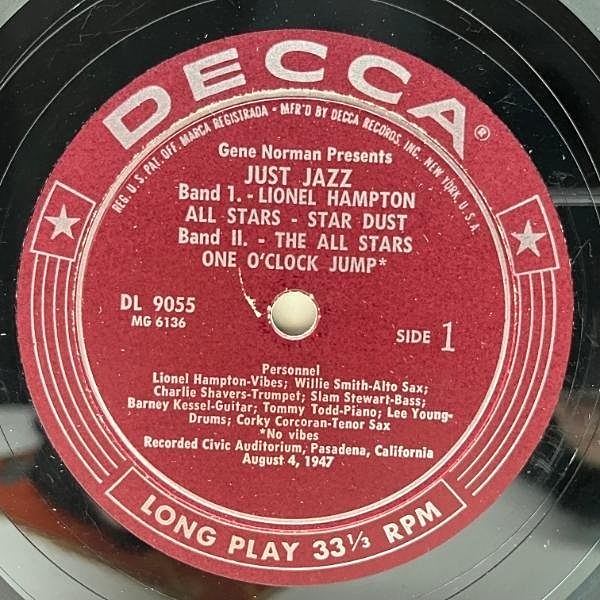 DECCA®
REG. U.S. PAT. OFF. MARCA REGISTRADA - MFR'D BY DECCA RECORDS, INC. NEW YORK, U.S.A.
Gene Norman Presents
JUST JAZZ
Band I. - LIONEL HAMPTON
ALL STARS - STAR DUST
Band II. - THE ALL STARS
ONE O'CLOCK JUMP*
DL 9055
MG 6136
SIDE 1
Personnel
Lionel Hampton-Vibes; Willie Smith-Alto Sax;
Charlie Shavers-Trumpet; Slam Stewart-Bass;
Barney Kessel-Guitar; Tommy Todd-Piano; Lee Young-
Drums; Corky Corcoran-Tenor Sax
*No vibes
Recorded Civic Auditorium, Pasadena, California
August 4, 1947
LONG PLAY 33⅓ RPM